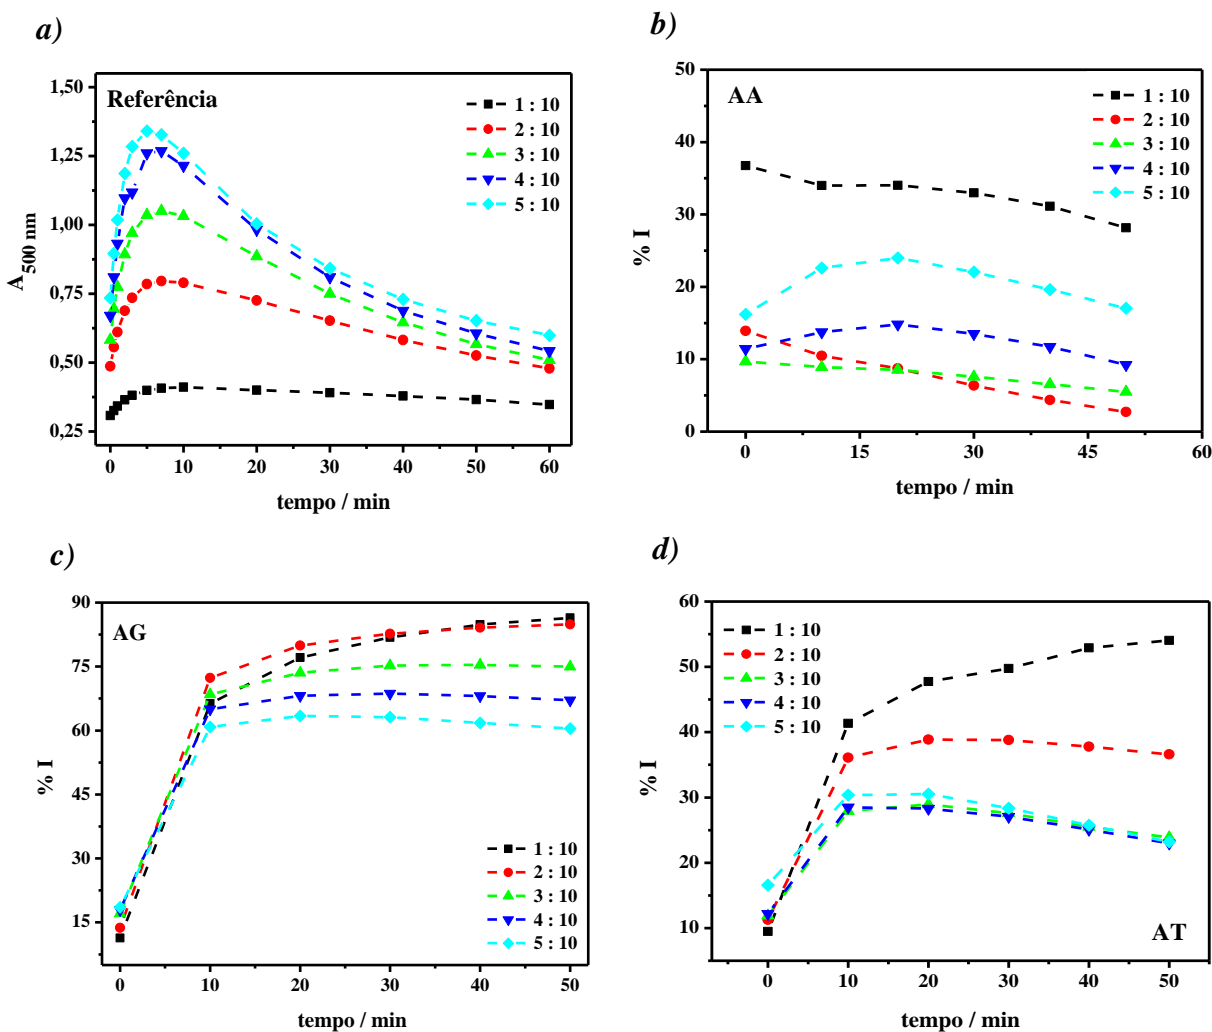 a)
Referência
1 : 10
2 : 10
3 : 10
4 : 10
5 : 10
1,50
1,25
1,00
0,75
0,50
0,25
A500 nm
0 10 20 30 40 50 60
tempo / min
b)
AA
1 : 10
2 : 10
3 : 10
4 : 10
5 : 10
50
40
30
20
10
0
% I
0 15 30 45 60
tempo / min
c)
AG
90
75
60
45
30
15
% I
1 : 10
2 : 10
3 : 10
4 : 10
5 : 10
0 10 20 30 40 50
tempo / min
d)
1 : 10
2 : 10
3 : 10
4 : 10
5 : 10
60
50
40
30
20
10
% I
AT
0 10 20 30 40 50
tempo / min